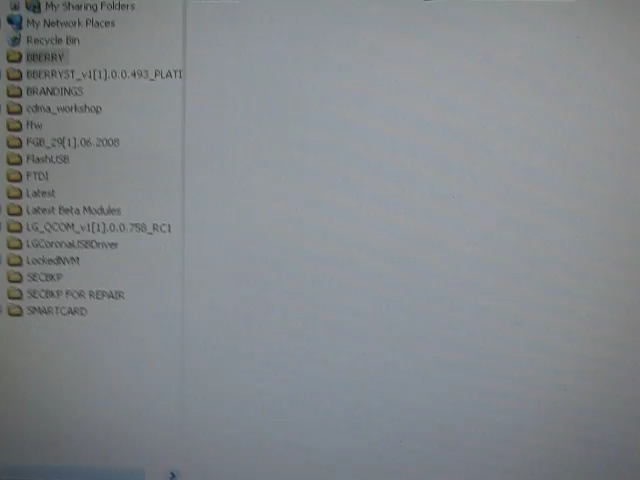 My Sharing Folders
My Network Places
Recycle Bin
BBERRY
BBERRYST_v1[1].0.0.493_PLATI
BRANDINGS
cdma_workshop
ffw
FGB_29[1].06.2008
FlashUSB
FTDI
Latest
Latest Beta Modules
LG_QCOM_v1[1].0.0.758_RC1
LGCoronaUSBDriver
LockedNVM
SECBKP
SECBKP FOR REPAIR
SMARTCARD